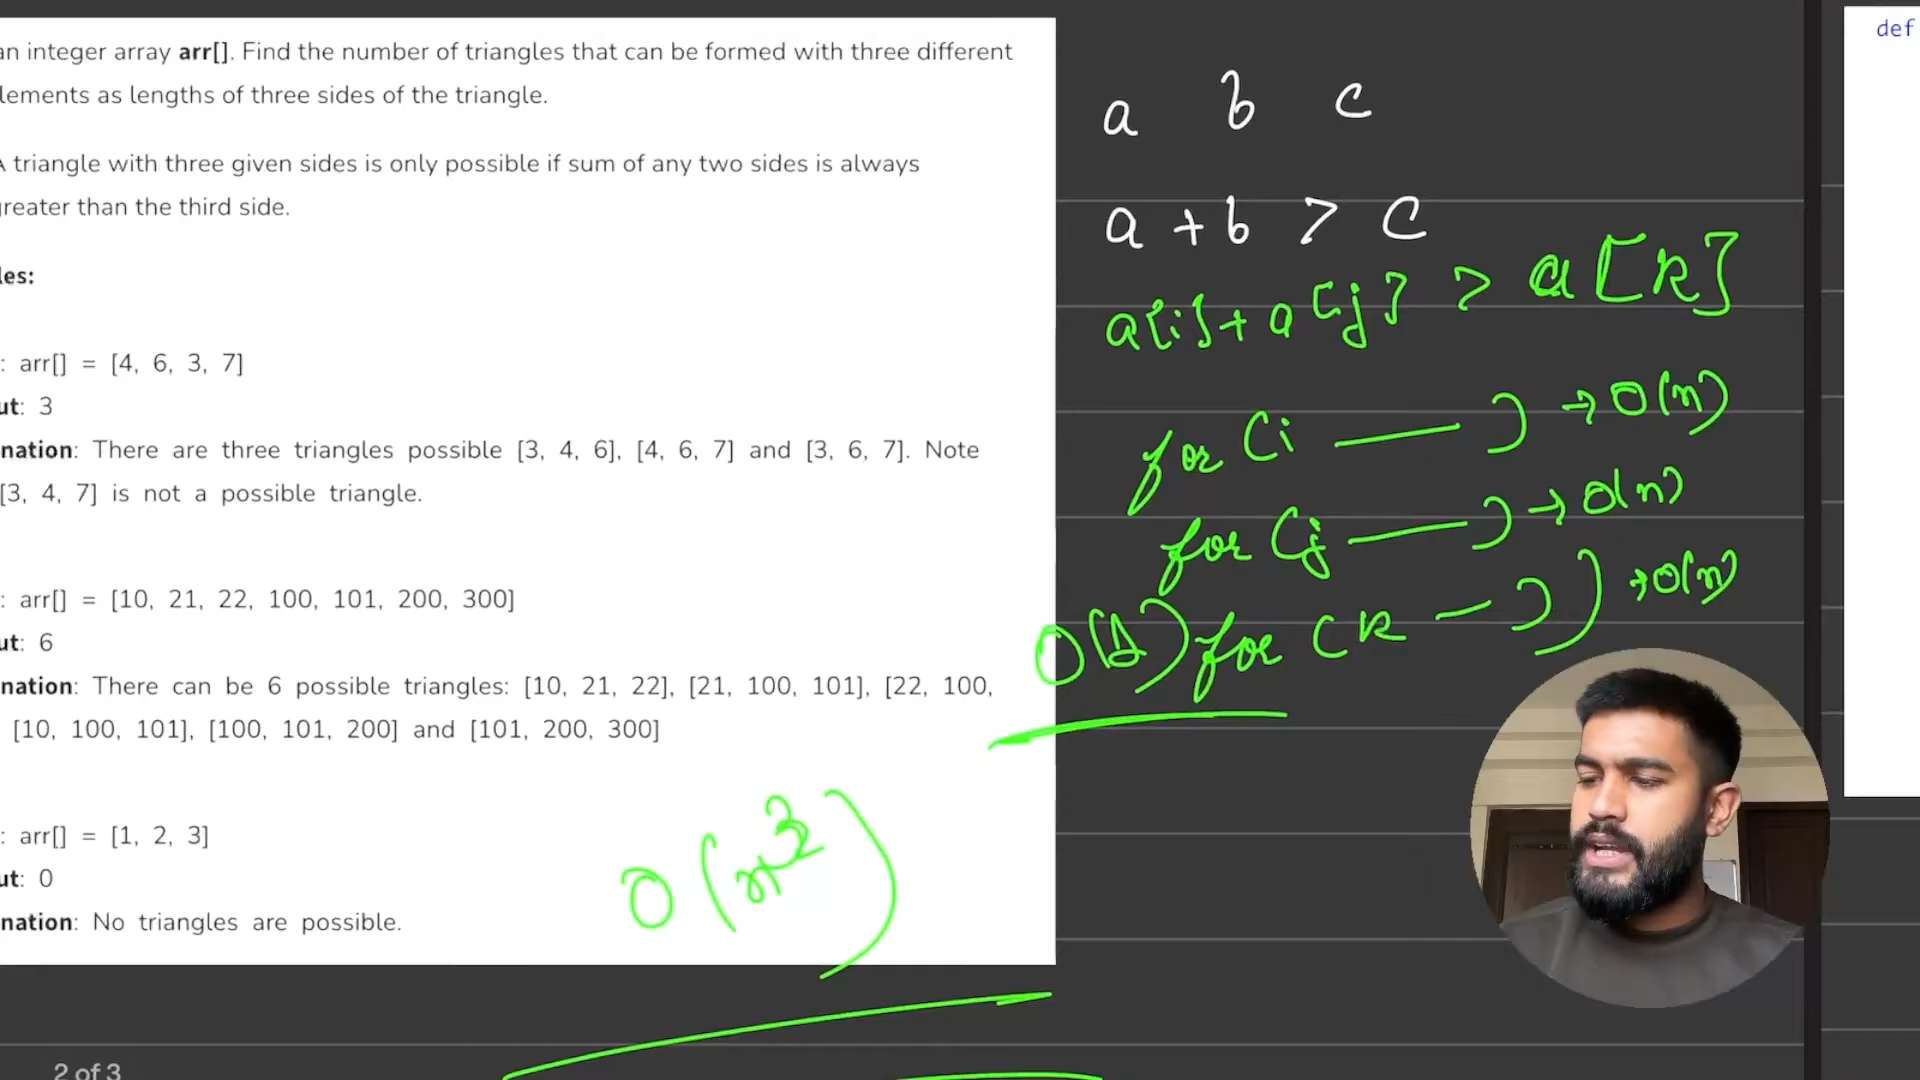 an integer array arr[]. Find the number of triangles that can be formed with three different
lements as lengths of three sides of the triangle.
A triangle with three given sides is only possible if sum of any two sides is always
greater than the third side.
les:
: arr[] = [4, 6, 3, 7]
ut: 3
nation: There are three triangles possible [3, 4, 6], [4, 6, 7] and [3, 6, 7]. Note
[3, 4, 7] is not a possible triangle.
: arr[] = [10, 21, 22, 100, 101, 200, 300]
ut: 6
nation: There can be 6 possible triangles: [10, 21, 22], [21, 100, 101], [22, 100,
[10, 100, 101], [100, 101, 200] and [101, 200, 300]
: arr[] = [1, 2, 3]
ut: 0
nation: No triangles are possible.
2 of 3
a b c
a + b > c
a[i] + a[j] > a[k]
for (i — ) → O(n)
for (j — ) → O(n)
for (k — ) ) → O(n)
def